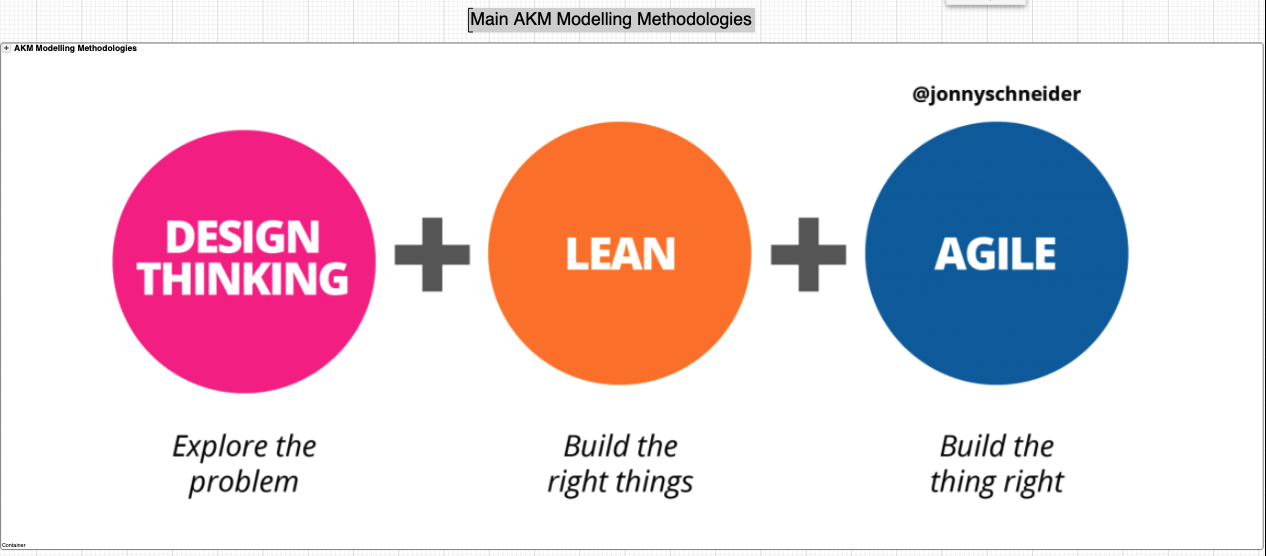 Main AKM Modelling Methodologies
AKM Modelling Methodologies
@jonnyschneider
DESIGN
THINKING
LEAN
AGILE
Explore the
problem
Build the
right things
Build the
thing right
Container